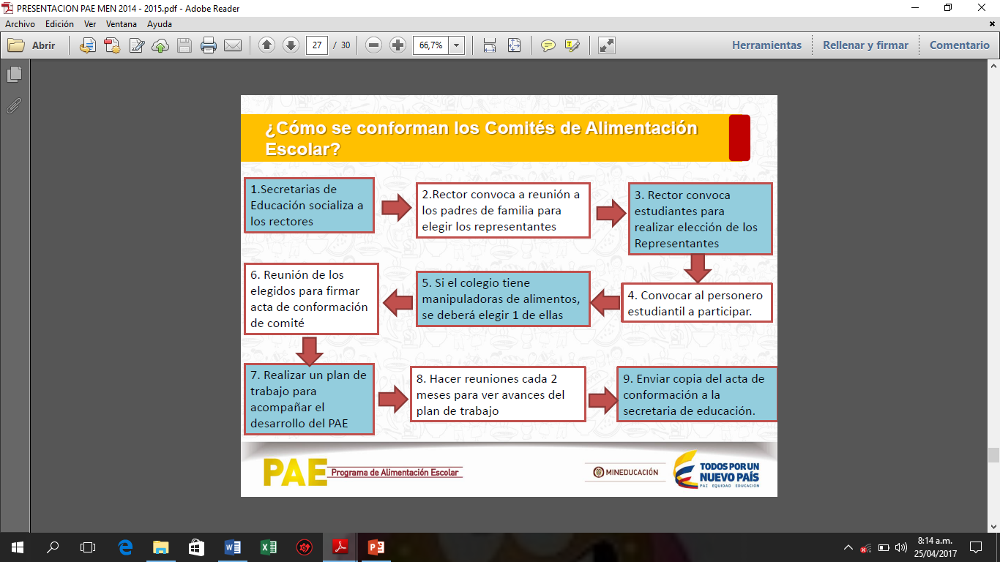 PRESENTACION PAE MEN 2014 - 2015.pdf - Adobe Reader
Archivo Edición Ver Ventana Ayuda
Abrir 27 / 30 66,7% Herramientas Rellenar y firmar Comentario
¿Cómo se conforman los Comités de Alimentación
Escolar?
1.Secretarias de
Educación socializa a
los rectores
2.Rector convoca a reunión a
los padres de familia para
elegir los representantes
3. Rector convoca
estudiantes para
realizar elección de los
Representantes
4. Convocar al personero
estudiantil a participar.
5. Si el colegio tiene
manipuladoras de alimentos,
se deberá elegir 1 de ellas
6. Reunión de los
elegidos para firmar
acta de conformación
de comité
7. Realizar un plan de
trabajo para
acompañar el
desarrollo del PAE
8. Hacer reuniones cada 2
meses para ver avances del
plan de trabajo
9. Enviar copia del acta de
conformación a la
secretaria de educación.
PAE Programa de Alimentación Escolar
MINEDUCACIÓN
TODOS POR UN
NUEVO PAÍS
PAZ EQUIDAD EDUCACIÓN
8:14 a.m.
25/04/2017